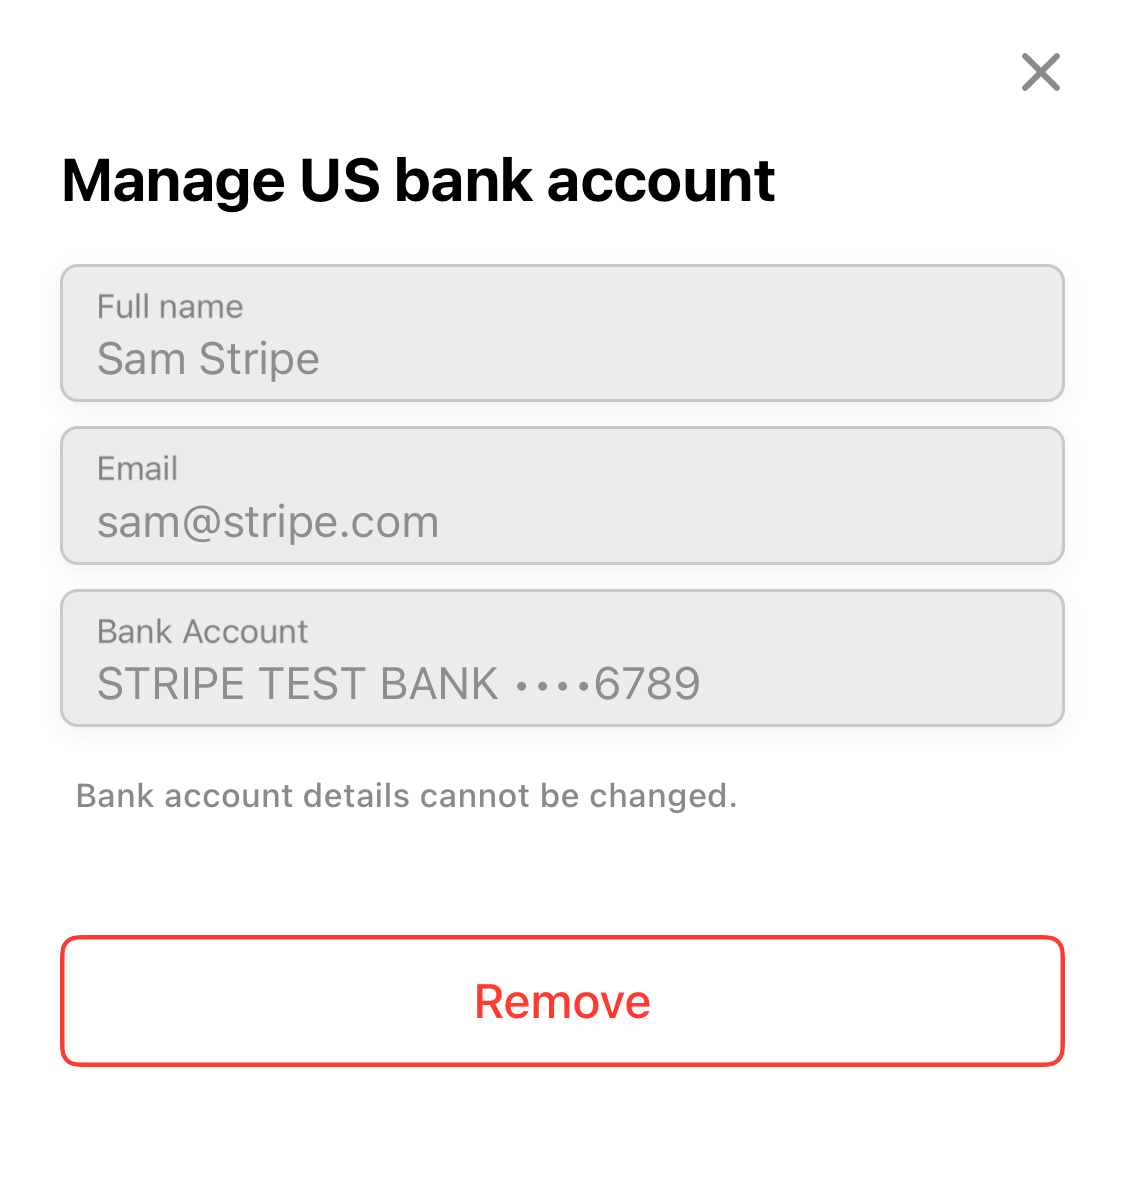 Manage US bank account
Full name
Sam Stripe
Email
sam@stripe.com
Bank Account
STRIPE TEST BANK ••••6789
Bank account details cannot be changed.
Remove